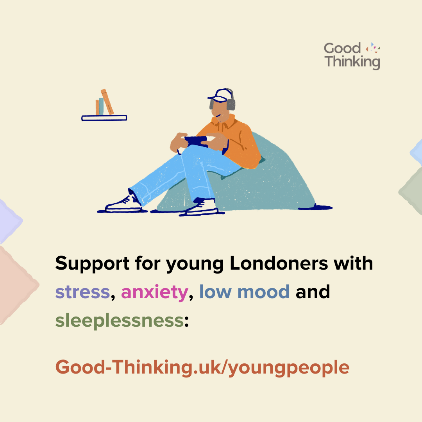 Good
Thinking
Support for young Londoners with
stress, anxiety, low mood and
sleeplessness:
Good-Thinking.uk/youngpeople